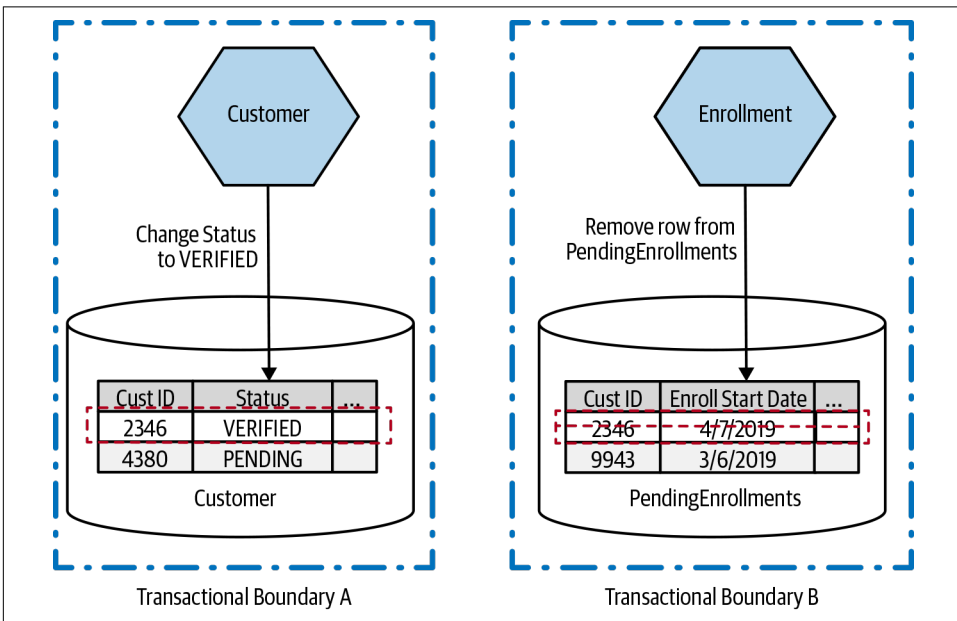 Customer
Enrollment
Change Status
to VERIFIED
Remove row from
PendingEnrollments
Cust ID Status ...
2346 VERIFIED
4380 PENDING
Customer
Cust ID Enroll Start Date ...
2346 4/7/2019
9943 3/6/2019
PendingEnrollments
Transactional Boundary A
Transactional Boundary B